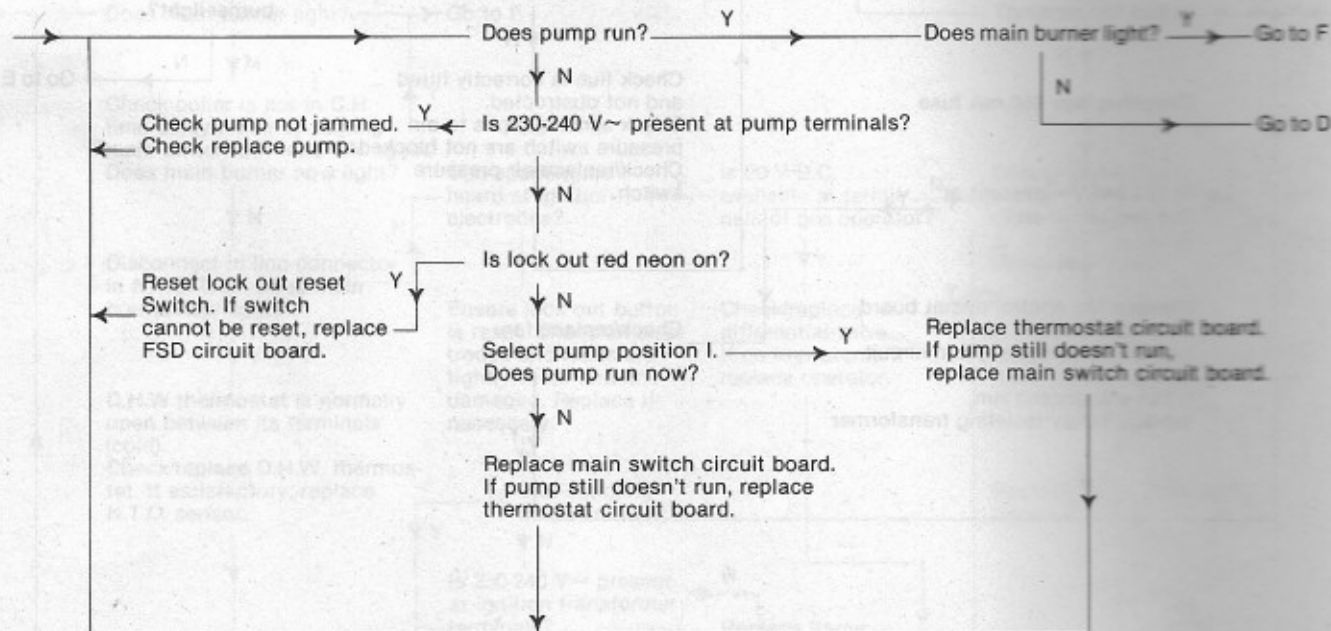 Does pump run?
Y
Does main burner light?
Y
Go to F
N
N
Go to D
Check pump not jammed.
Check replace pump.
Y
Is 230-240 V~ present at pump terminals?
N
Is lock out red neon on?
Y
Reset lock out reset
Switch. If switch
cannot be reset, replace
FSD circuit board.
N
Select pump position I.
Does pump run now?
Y
Replace thermostat circuit board.
If pump still doesn't run,
replace main switch circuit board.
N
Replace main switch circuit board.
If pump still doesn't run, replace
thermostat circuit board.